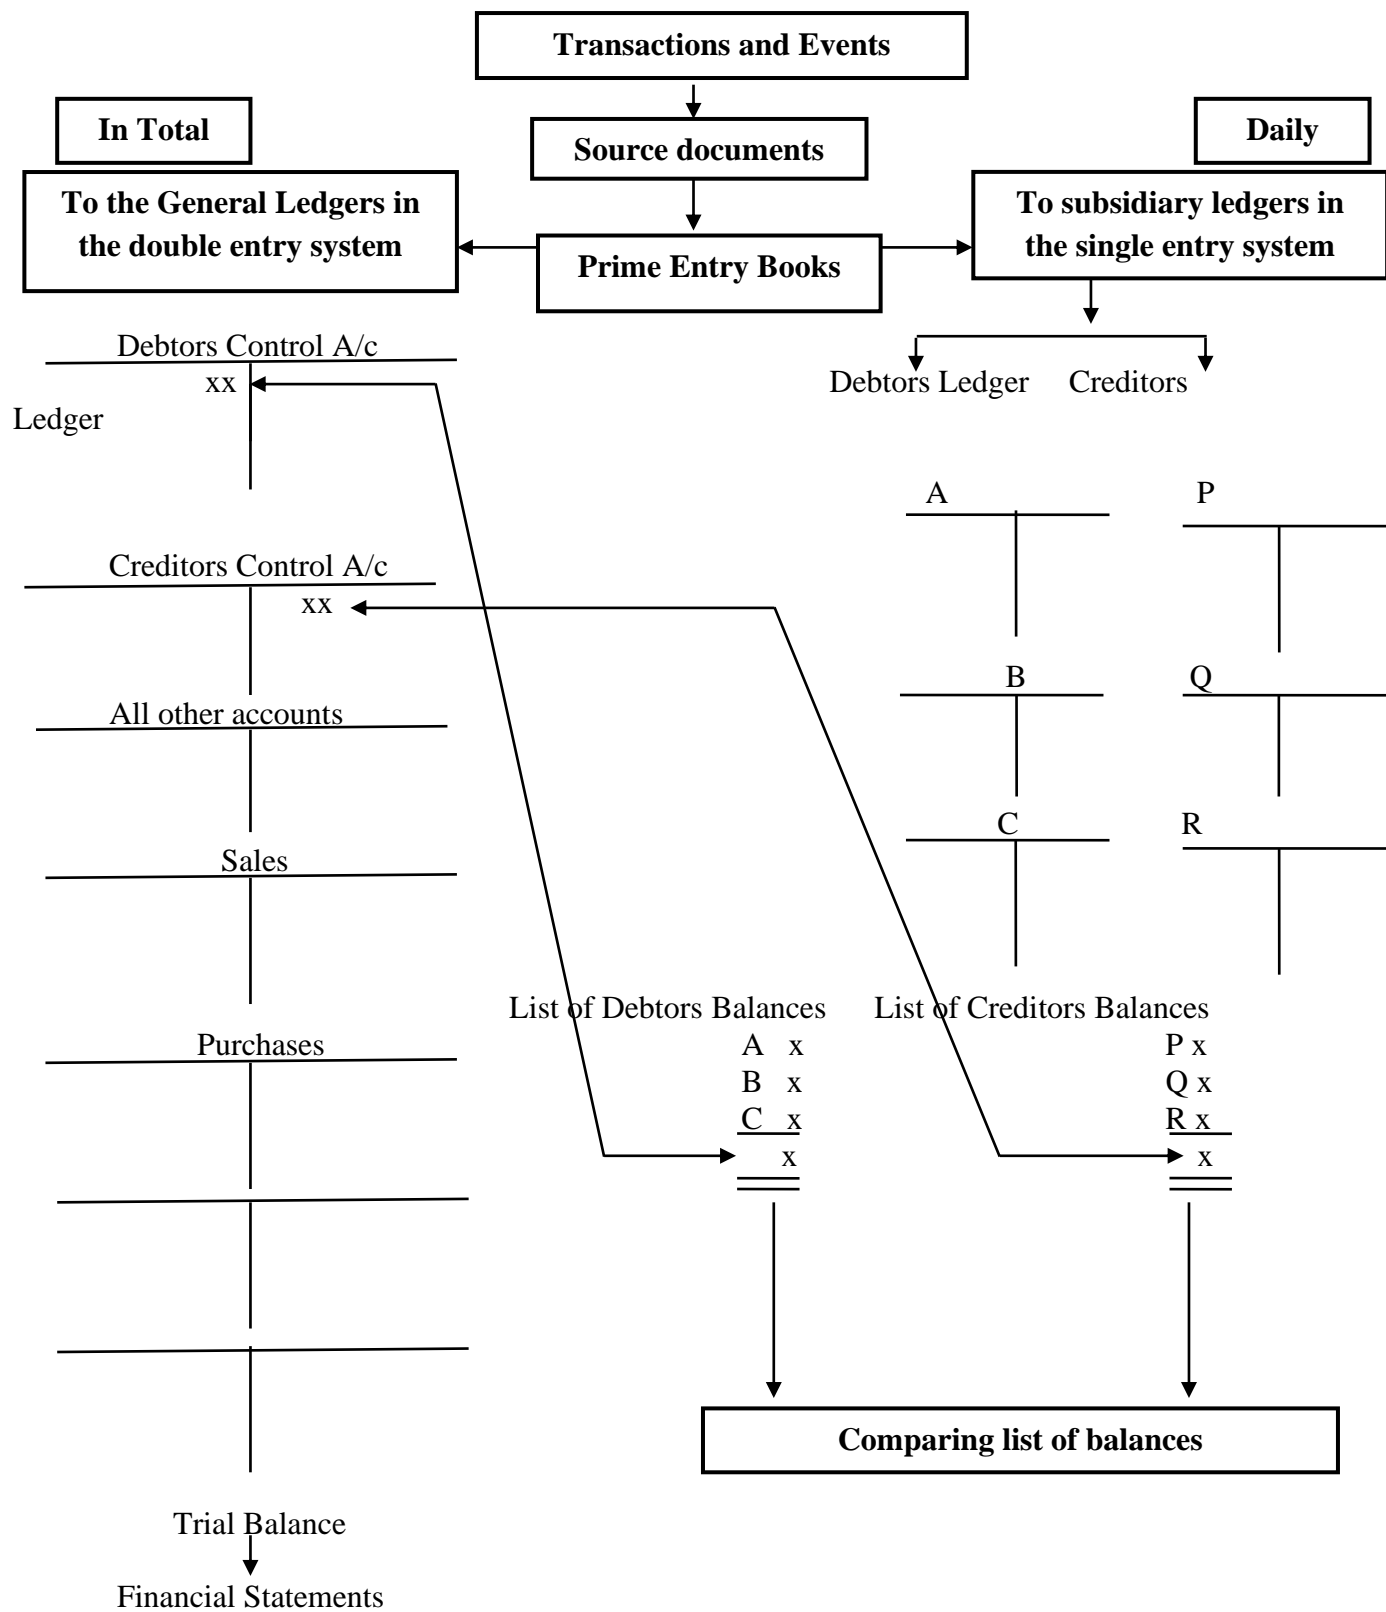 Transactions and Events
In Total
Daily
Source documents
To the General Ledgers in
the double entry system
To subsidiary ledgers in
the single entry system
Prime Entry Books
Debtors Control A/c
xx
Debtors Ledger Creditors
Ledger
A
P
Creditors Control A/c
xx
B
Q
All other accounts
C
R
Sales
List of Debtors Balances
List of Creditors Balances
Purchases
A x
P x
B x
Q x
C x
R x
x
x
Comparing list of balances
Trial Balance
Financial Statements